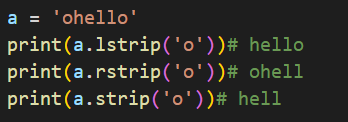 a = 'ohello'
print(a.lstrip('o'))# hello
print(a.rstrip('o'))# ohell
print(a.strip('o'))# hell